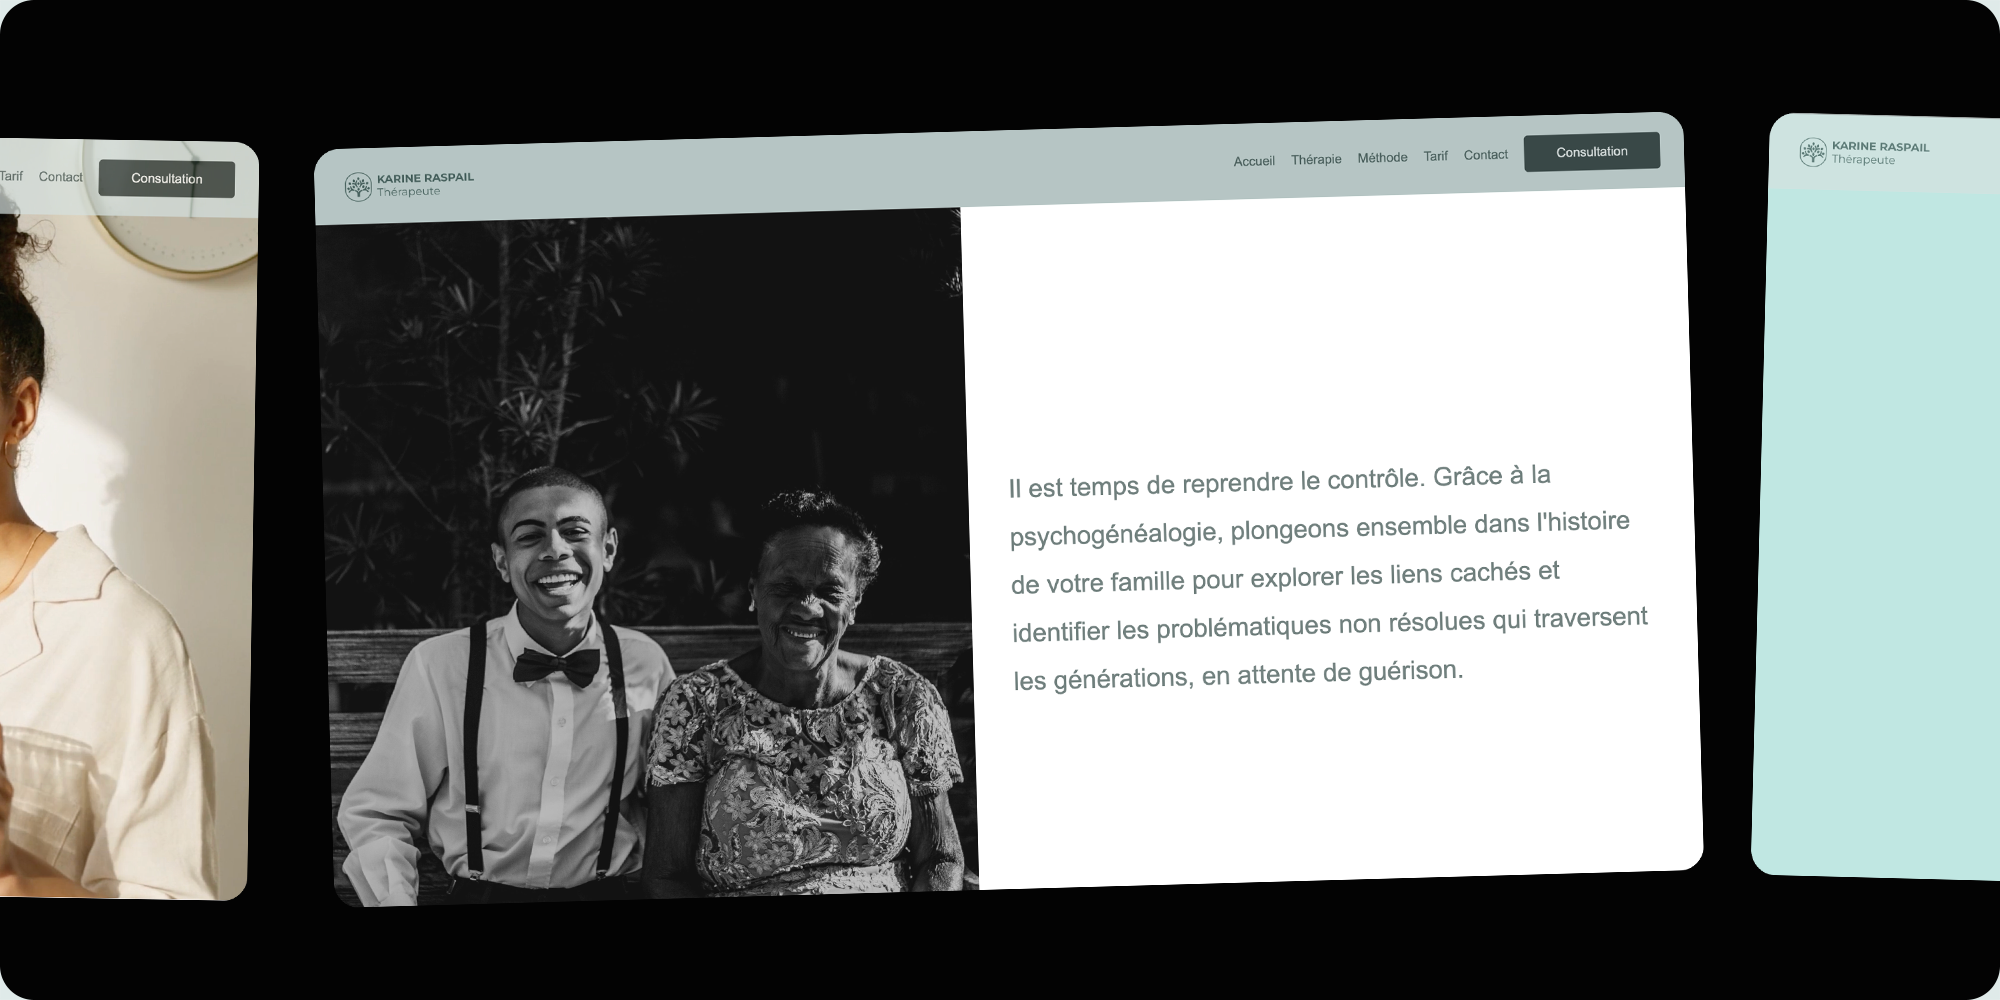 Tarif
Contact
Consultation
KARINE RASPAIL
Thérapeute
Accueil
Thérapie
Méthode
Tarif
Contact
Consultation
Il est temps de reprendre le contrôle. Grâce à la
psychogénéalogie, plongeons ensemble dans l'histoire
de votre famille pour explorer les liens cachés et
identifier les problématiques non résolues qui traversent
les générations, en attente de guérison.
KARINE RASPAIL
Thérapeute